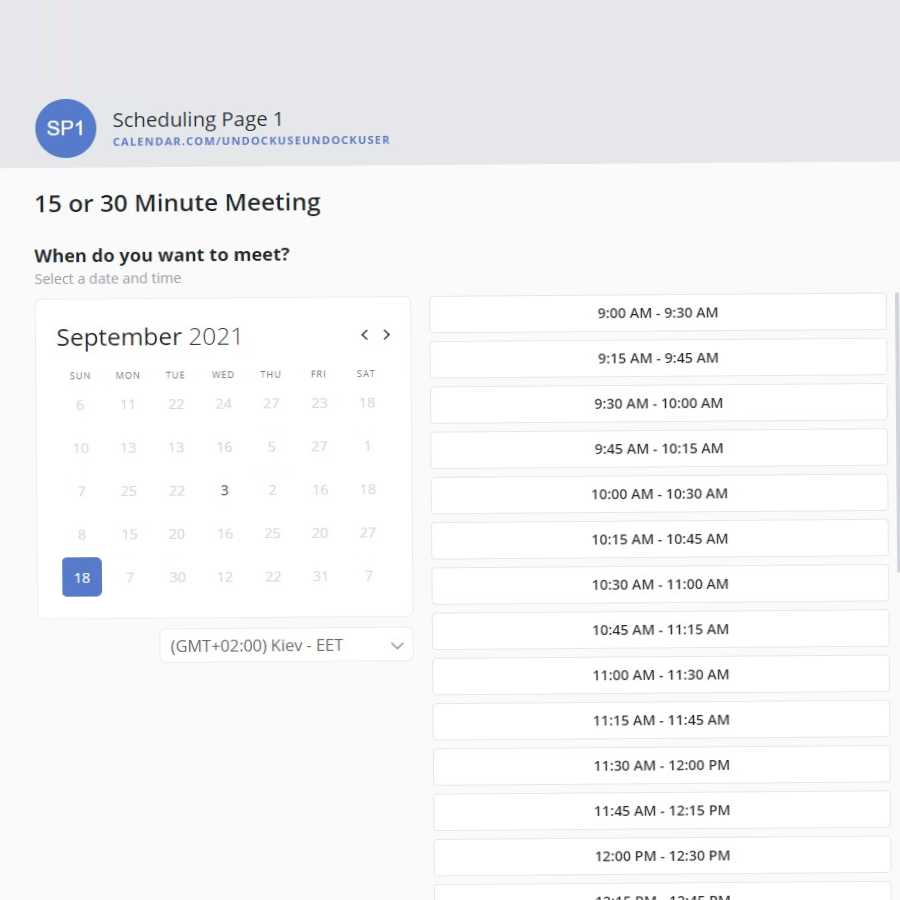 SP1
Scheduling Page 1
CALENDAR.COM/UNDOCKUSEUNDOCKUSER
15 or 30 Minute Meeting
When do you want to meet?
Select a date and time
September 2021
SUN MON TUE WED THU FRI SAT
6 11 22 24 27 23 18
10 13 13 16 5 27 1
7 25 22 3 2 16 18
8 15 20 16 25 20 27
18 7 30 12 22 31 7
(GMT+02:00) Kiev - EET
9:00 AM - 9:30 AM
9:15 AM - 9:45 AM
9:30 AM - 10:00 AM
9:45 AM - 10:15 AM
10:00 AM - 10:30 AM
10:15 AM - 10:45 AM
10:30 AM - 11:00 AM
10:45 AM - 11:15 AM
11:00 AM - 11:30 AM
11:15 AM - 11:45 AM
11:30 AM - 12:00 PM
11:45 AM - 12:15 PM
12:00 PM - 12:30 PM
12:15 PM - 12:45 PM